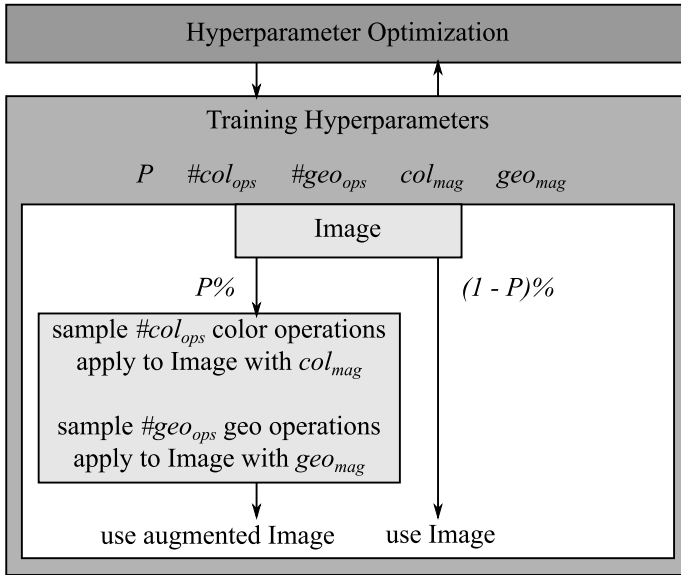 Hyperparameter Optimization
Training Hyperparameters
P #col_ops #geo_ops col_mag geo_mag
Image
P% (1 - P)%
sample #col_ops color operations
apply to Image with col_mag
sample #geo_ops geo operations
apply to Image with geo_mag
use augmented Image use Image